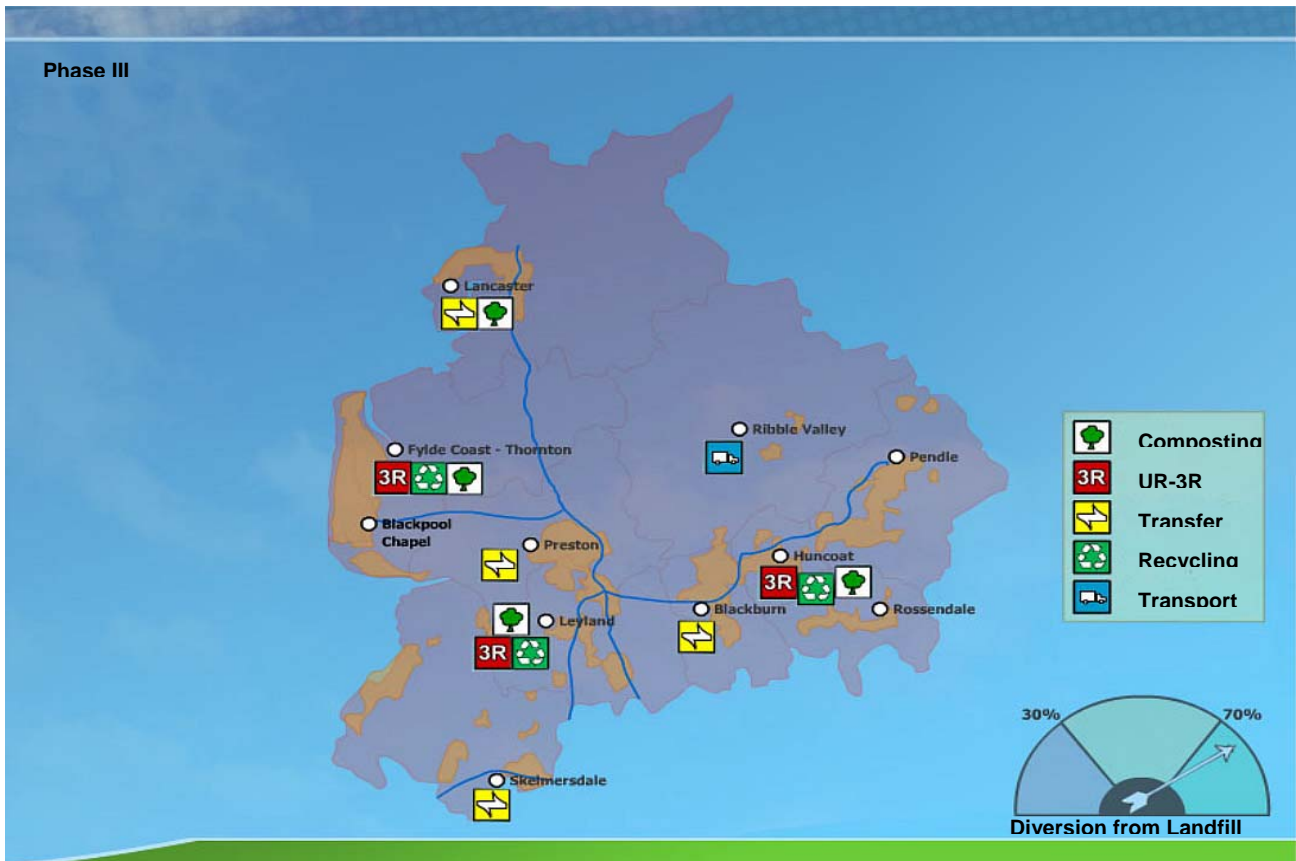 Phase III
Lancaster
Fylde Coast - Thornton
3R
Blackpool
Chapel
Ribble Valley
Pendle
Preston
Huncoat
3R
Blackburn
Rossendale
Leyland
3R
Skelmersdale
Composting
3R UR-3R
Transfer
Recycling
Transport
30% 70%
Diversion from Landfill